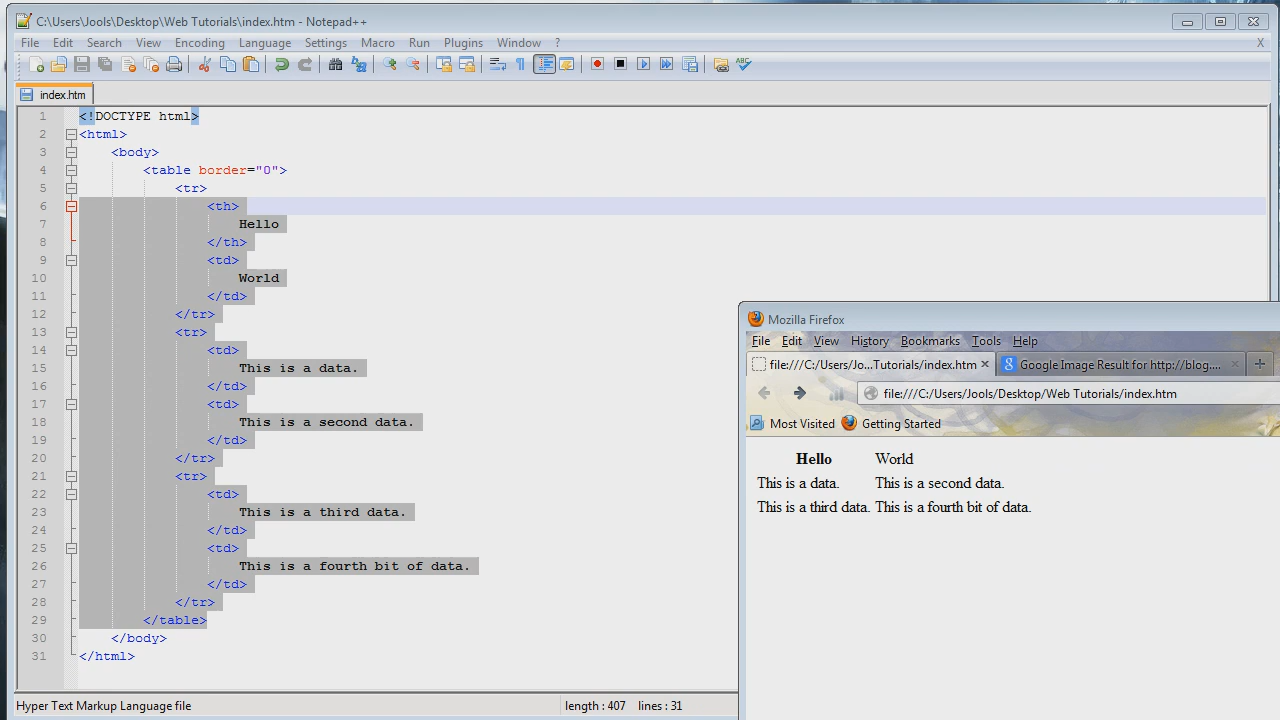 C:\Users\Jools\Desktop\Web Tutorials\index.htm - Notepad++
File Edit Search View Encoding Language Settings Macro Run Plugins Window ? X
index.htm
1 <!DOCTYPE html>
2 <html>
3 <body>
4 <table border="0">
5 <tr>
6 <th>
7 Hello
8 </th>
9 <td>
10 World
11 </td>
12 </tr>
13 <tr>
14 <td>
15 This is a data.
16 </td>
17 <td>
18 This is a second data.
19 </td>
20 </tr>
21 <tr>
22 <td>
23 This is a third data.
24 </td>
25 <td>
26 This is a fourth bit of data.
27 </td>
28 </tr>
29 </table>
30 </body>
31 </html>
Hyper Text Markup Language file length : 407 lines : 31
Mozilla Firefox
File Edit View History Bookmarks Tools Help
file:///C:/Users/Jo...Tutorials/index.htm Google Image Result for http://blog....
file:///C:/Users/Jools/Desktop/Web Tutorials/index.htm
Most Visited Getting Started
Hello World
This is a data. This is a second data.
This is a third data. This is a fourth bit of data.